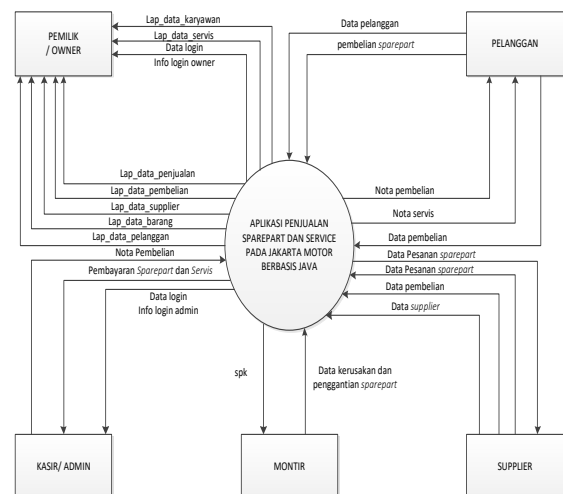 PEMILIK
/ OWNER
Lap_data_karyawan
Lap_data_servis
Data login
Info login owner
Data pelanggan
pembelian sparepart
PELANGGAN
Lap_data_penjualan
Lap_data_pembelian
Lap_data_supplier
Lap_data_barang
Lap_data_pelanggan
Nota Pembelian
Pembayaran Sparepart dan Servis
Data login
Info login admin
APLIKASI PENJUALAN
SPAREPART DAN SERVICE
PADA JAKARTA MOTOR
BERBASIS JAVA
Nota pembelian
Nota servis
Data pembelian
Data Pesanan sparepart
Data Pesanan sparepart
Data pembelian
Data supplier
spk
Data kerusakan dan
penggantian sparepart
KASIR/ ADMIN
MONTIR
SUPPLIER